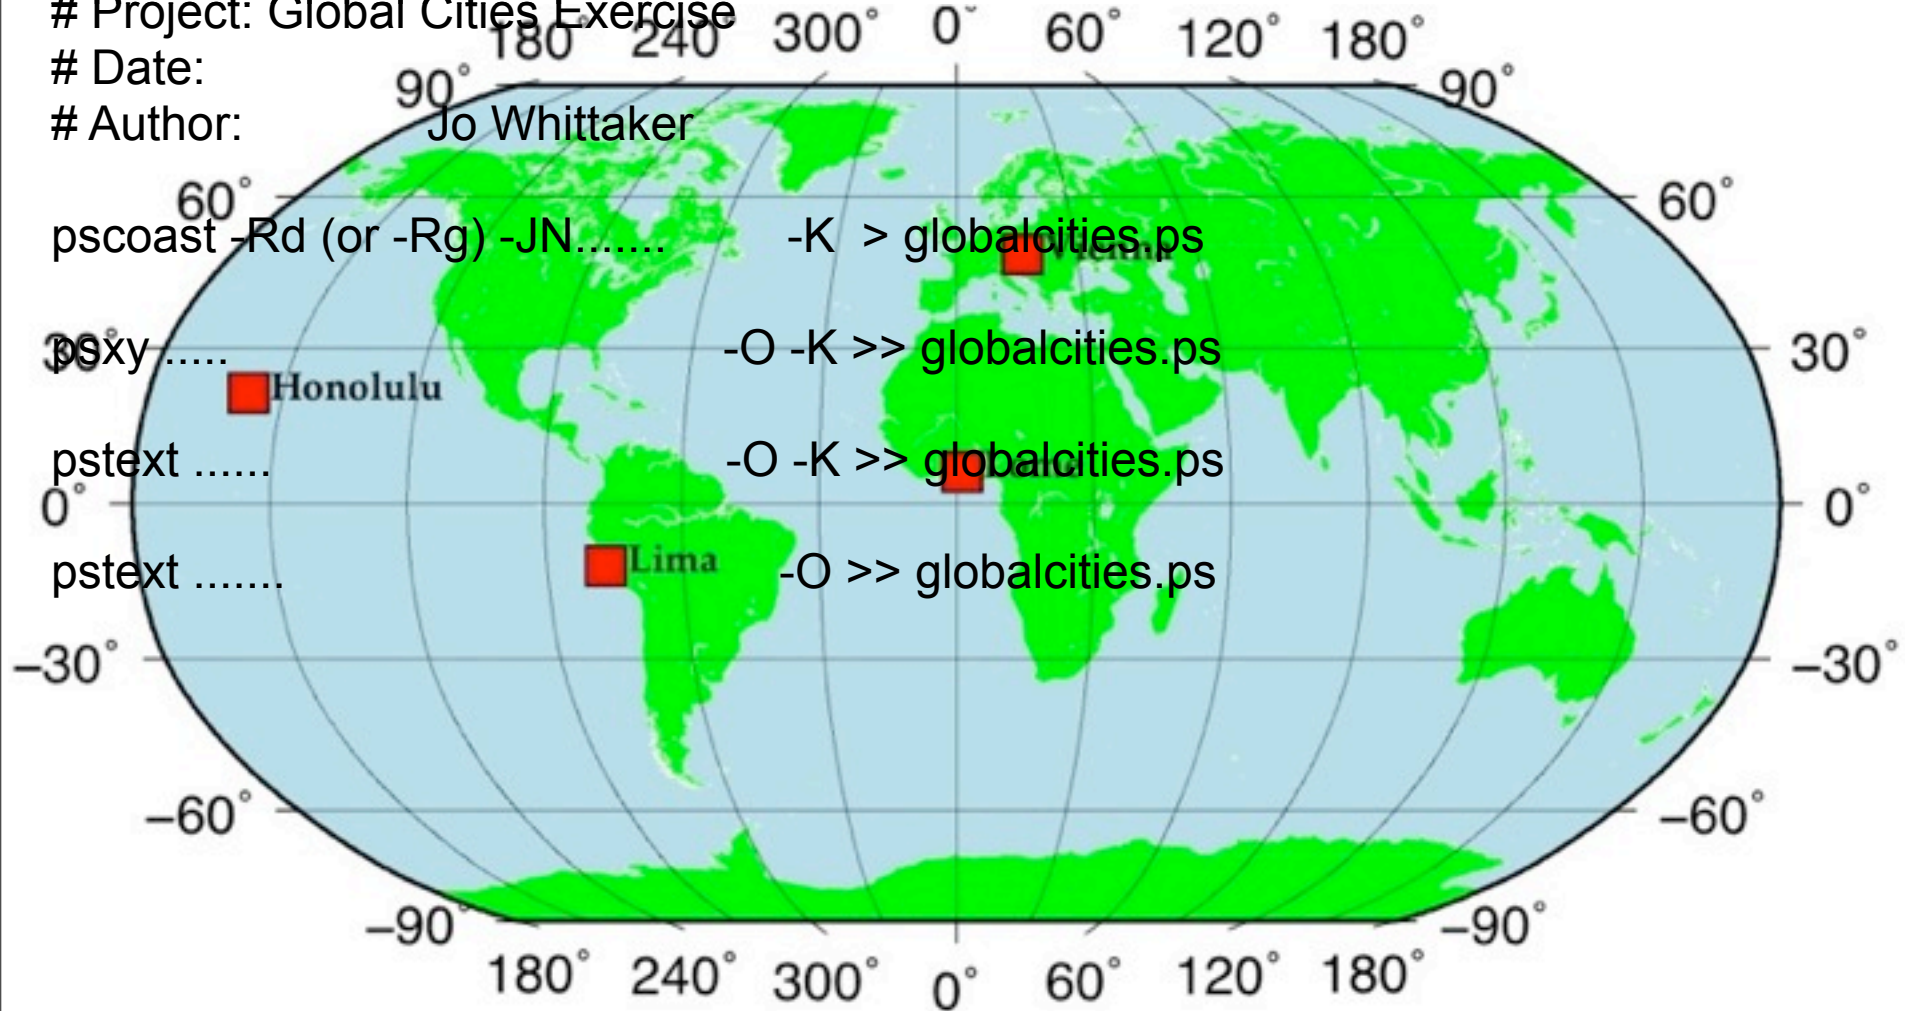 # Project: Global Cities Exercise
180° 240° 300° 0° 60° 120° 180°
# Date:
90° 90°
# Author: Jo Whittaker
60° 60°
pscoast -Rd (or -Rg) -JN....... -K > globalcities.ps
Vienna
30° 30°
psxy ..... -O -K >> globalcities.ps
Honolulu
pstext ...... -O -K >> globalcities.ps
0° 0°
Lima
pstext ....... -O >> globalcities.ps
–30° –30°
–60° –60°
–90° –90°
180° 240° 300° 0° 60° 120° 180°